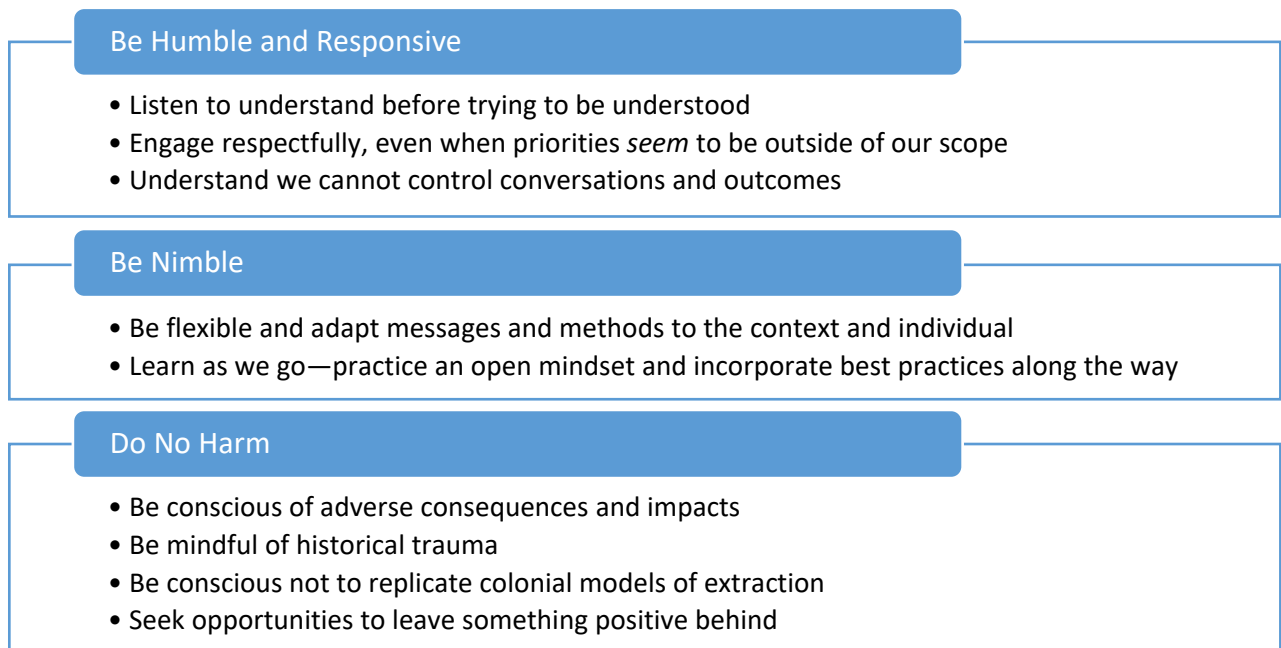 Be Humble and Responsive
• Listen to understand before trying to be understood
• Engage respectfully, even when priorities seem to be outside of our scope
• Understand we cannot control conversations and outcomes
Be Nimble
• Be flexible and adapt messages and methods to the context and individual
• Learn as we go—practice an open mindset and incorporate best practices along the way
Do No Harm
• Be conscious of adverse consequences and impacts
• Be mindful of historical trauma
• Be conscious not to replicate colonial models of extraction
• Seek opportunities to leave something positive behind